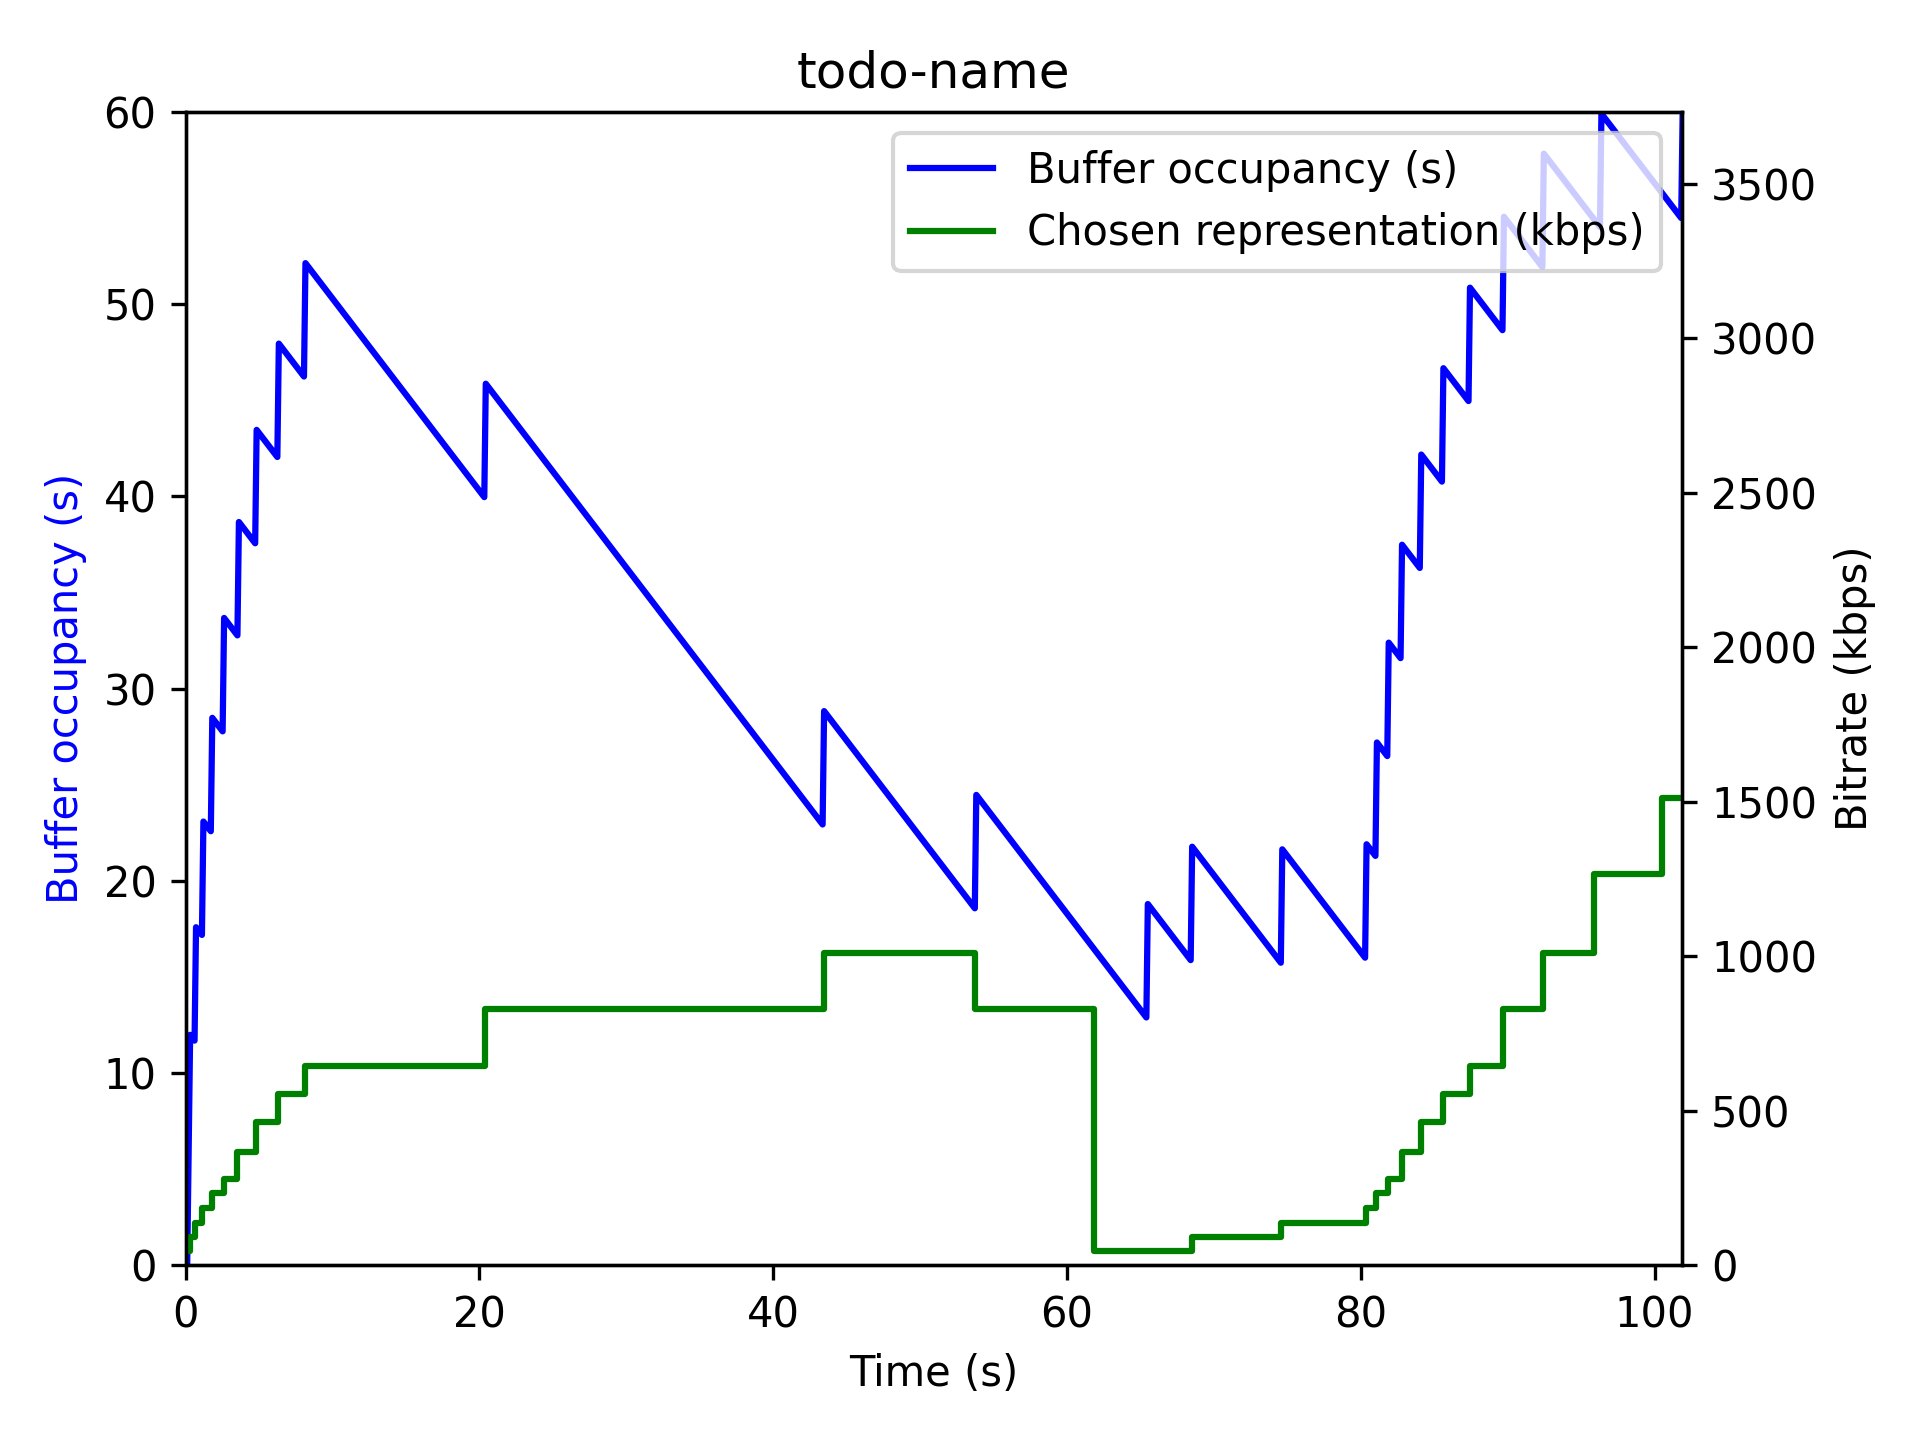 todo-name
Buffer occupancy (s)
Chosen representation (kbps)
60
50
40
30
20
10
0
Buffer occupancy (s)
3500
3000
2500
2000
1500
1000
500
0
Bitrate (kbps)
0 20 40 60 80 100
Time (s)